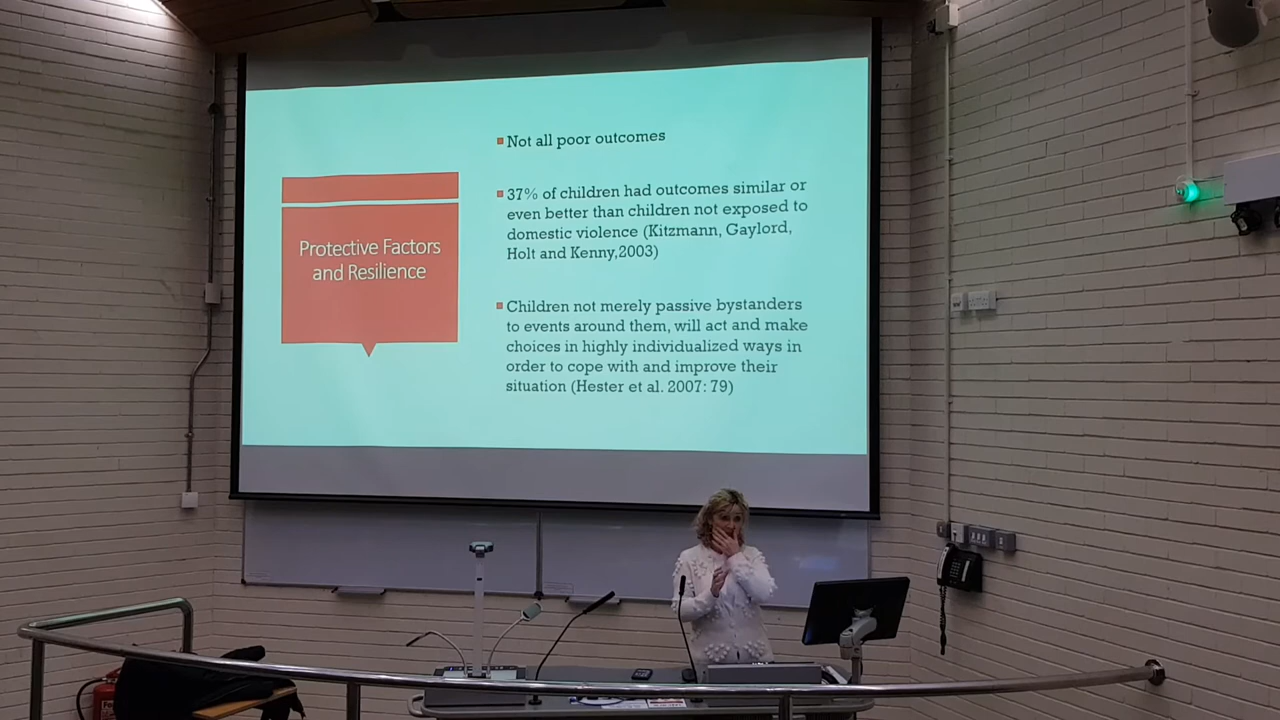 Protective Factors
and Resilience
Not all poor outcomes
37% of children had outcomes similar or
even better than children not exposed to
domestic violence (Kitzmann, Gaylord,
Holt and Kenny,2003)
Children not merely passive bystanders
to events around them, will act and make
choices in highly individualized ways in
order to cope with and improve their
situation (Hester et al. 2007: 79)